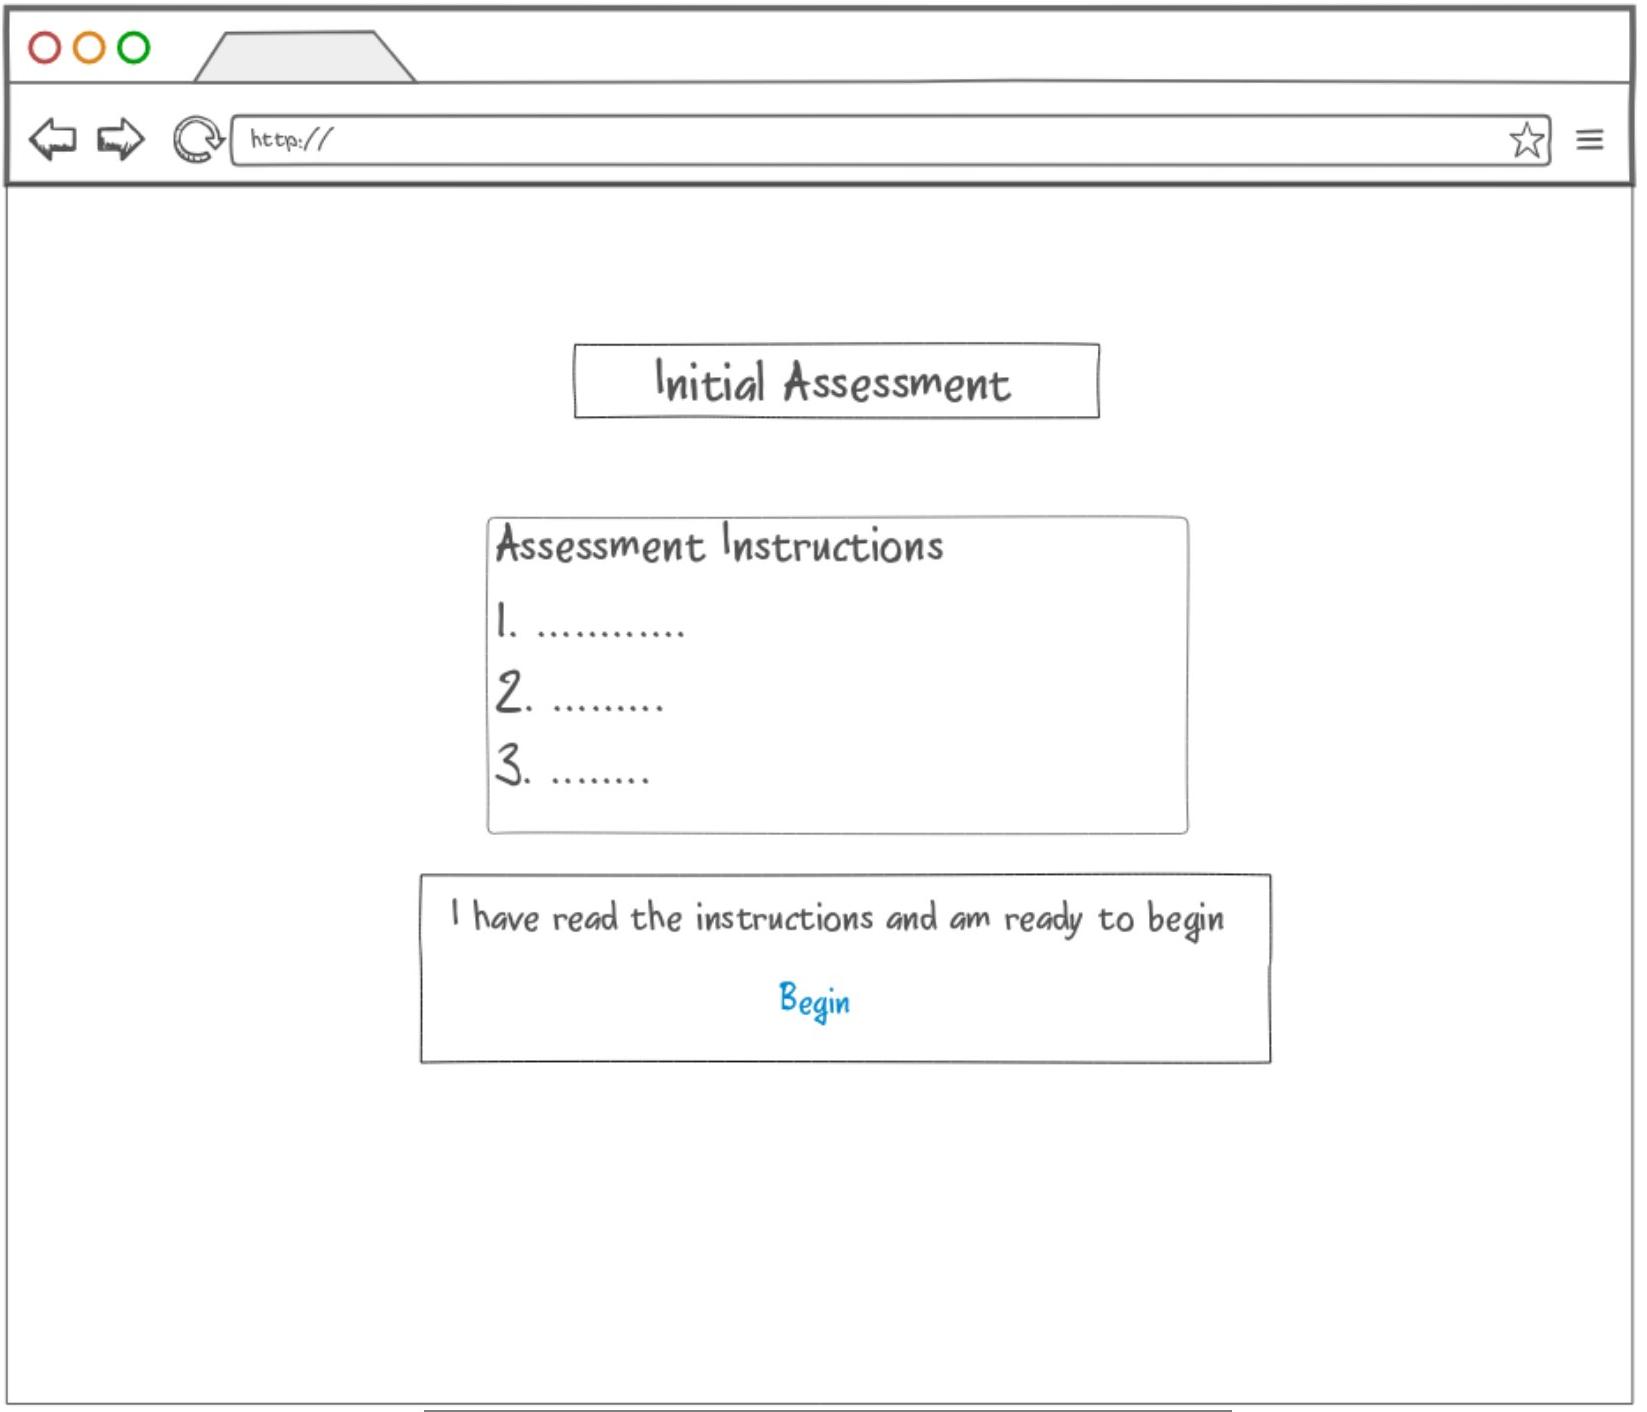 http://
Initial Assessment
Assessment Instructions
1. ............
2. .........
3. ........
I have read the instructions and am ready to begin
Begin